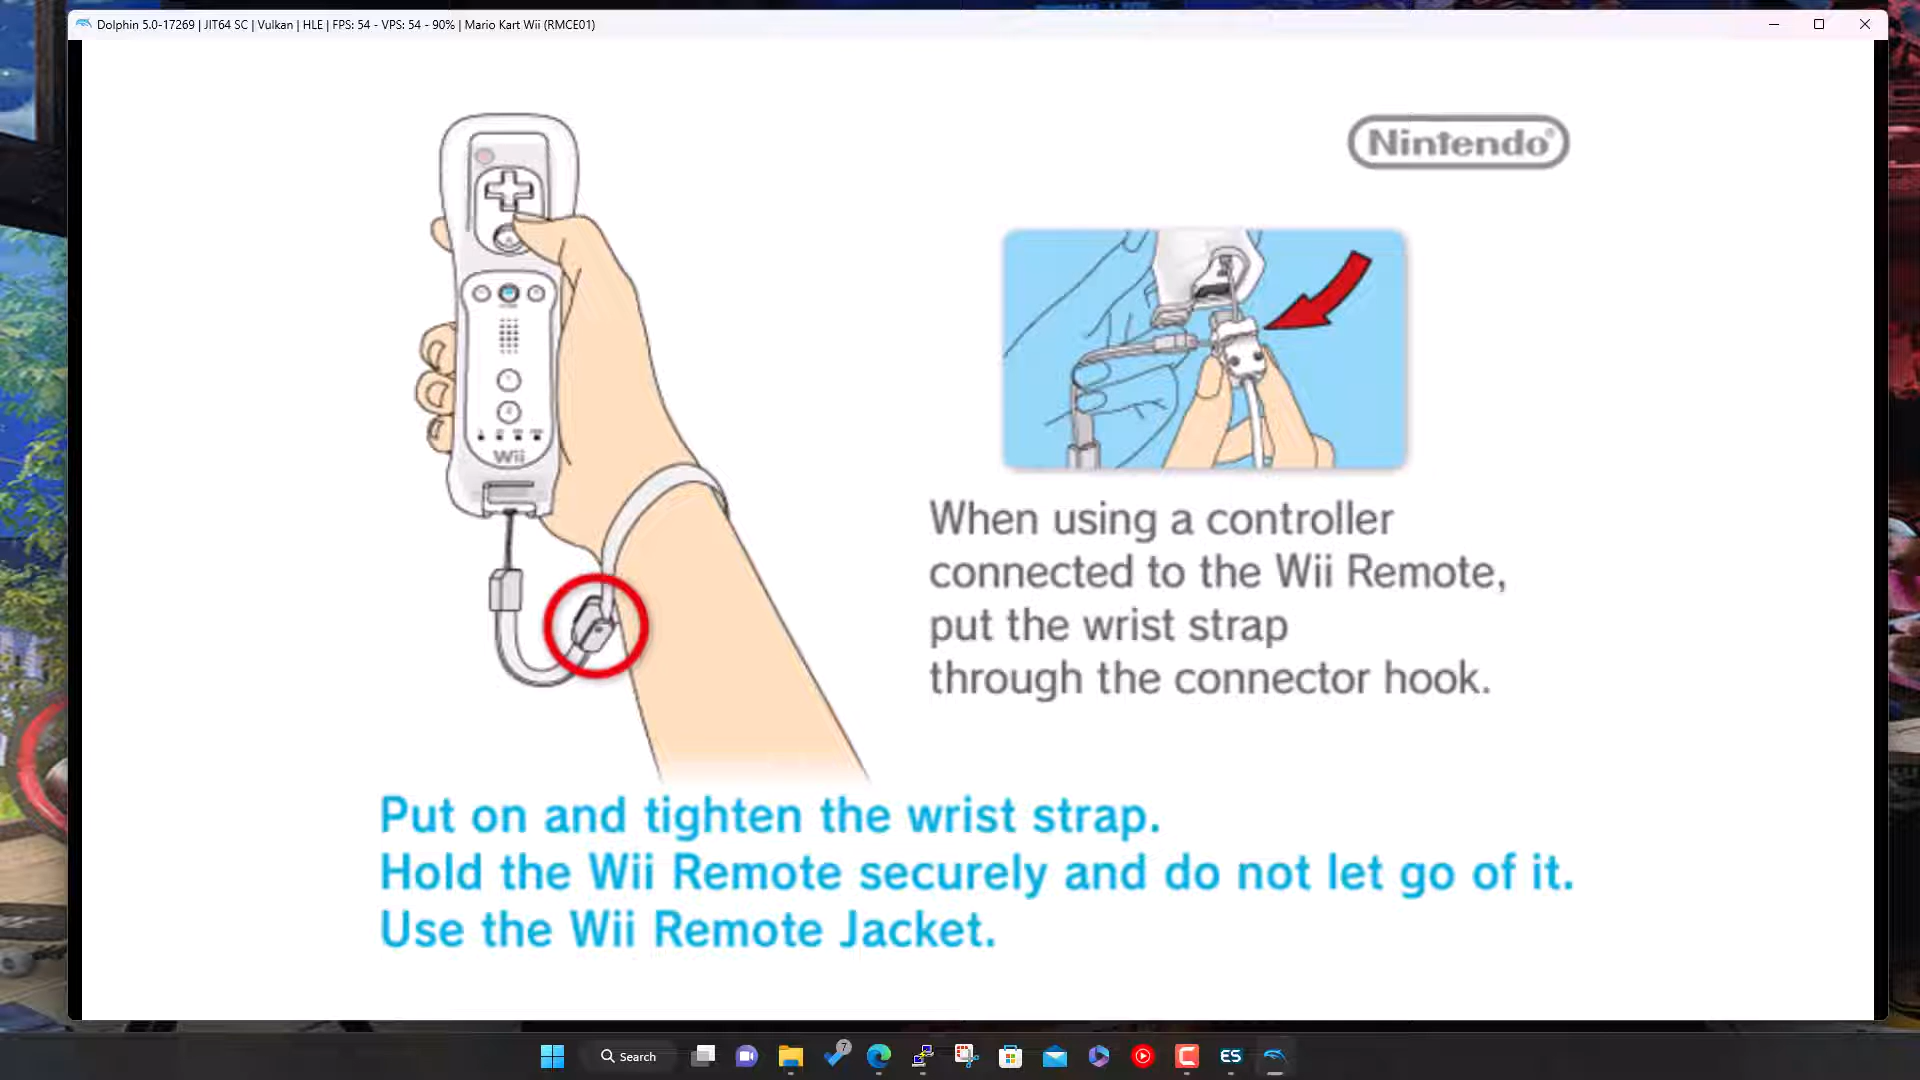 Dolphin 5.0-17269 | JIT64 SC | Vulkan | HLE | FPS: 54 - VPS: 54 - 90% | Mario Kart Wii (RMCE01)
Nintendo®
Wii
When using a controller
connected to the Wii Remote,
put the wrist strap
through the connector hook.
Put on and tighten the wrist strap.
Hold the Wii Remote securely and do not let go of it.
Use the Wii Remote Jacket.
Search
7
ES